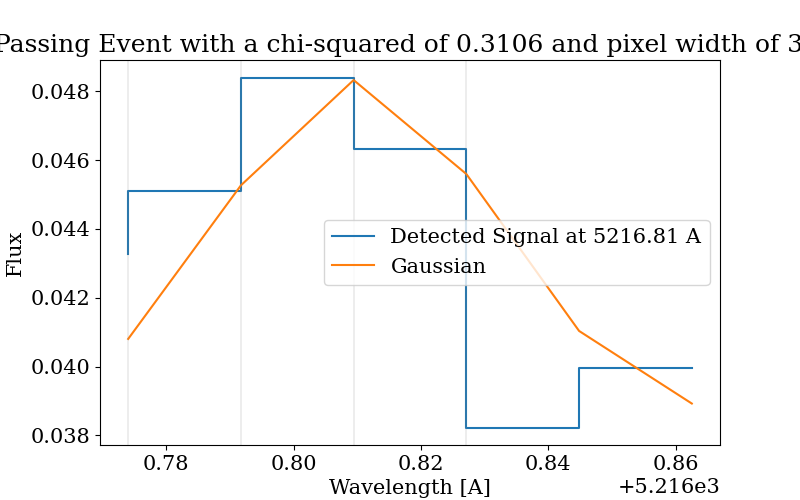 Passing Event with a chi-squared of 0.3106 and pixel width of 3
0.048
0.046
0.044
0.042
0.040
0.038
Flux
Detected Signal at 5216.81 A
Gaussian
0.78
0.80
0.82
0.84
0.86
+5.216e3
Wavelength [A]